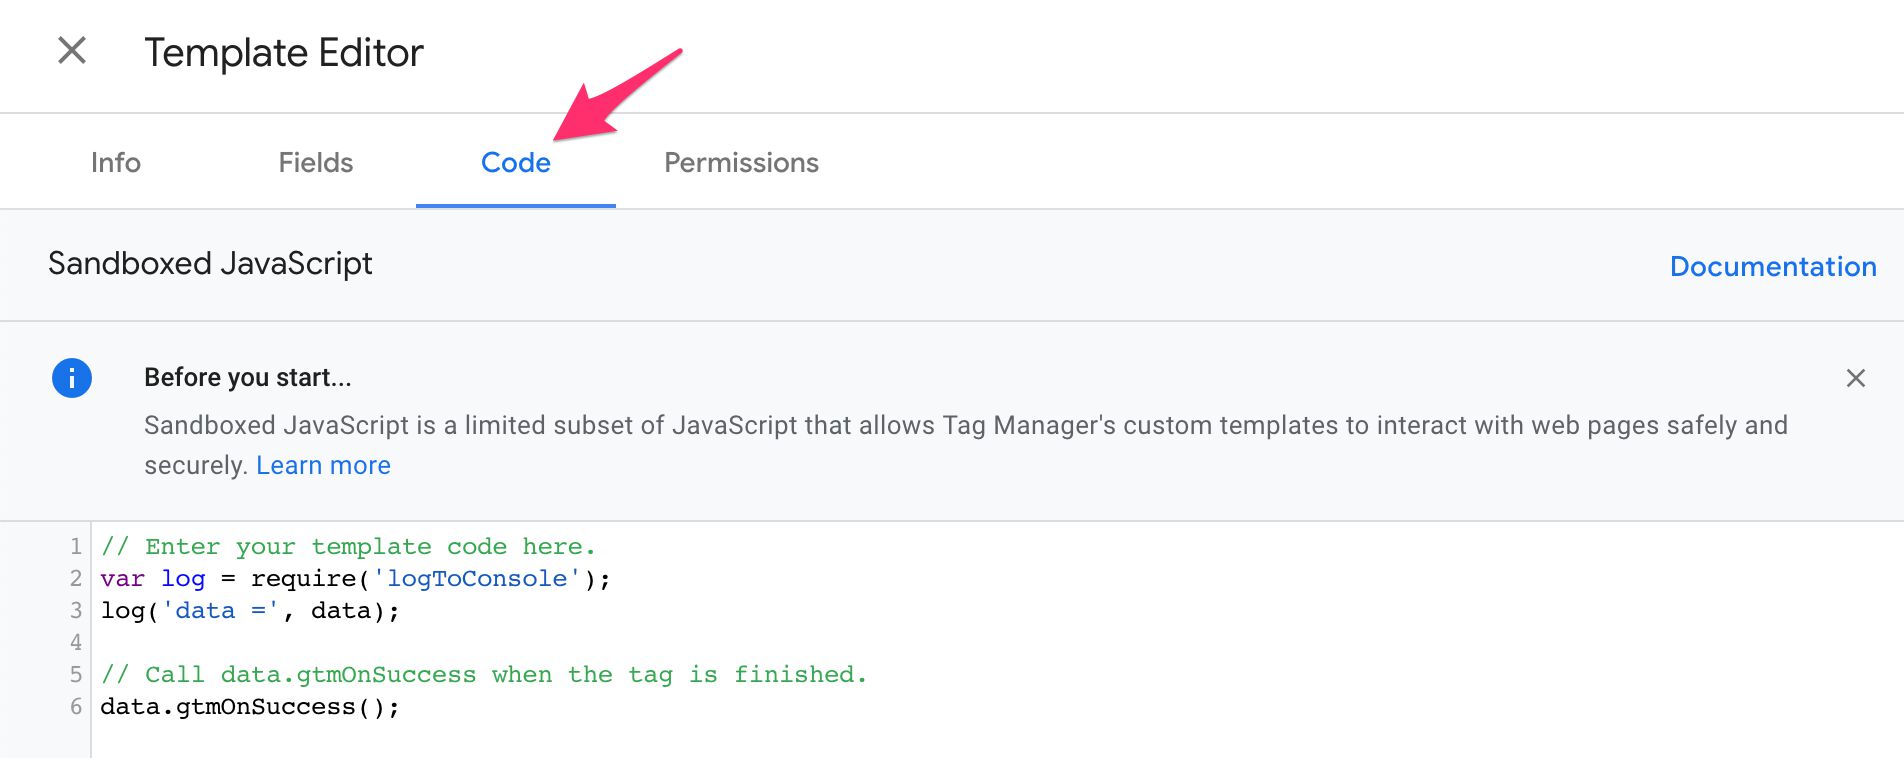 Template Editor
Info Fields Code Permissions
Sandboxed JavaScript Documentation
Before you start...
Sandboxed JavaScript is a limited subset of JavaScript that allows Tag Manager's custom templates to interact with web pages safely and
securely. Learn more
1 // Enter your template code here.
2 var log = require('logToConsole');
3 log('data =', data);
4
5 // Call data.gtmOnSuccess when the tag is finished.
6 data.gtmOnSuccess();